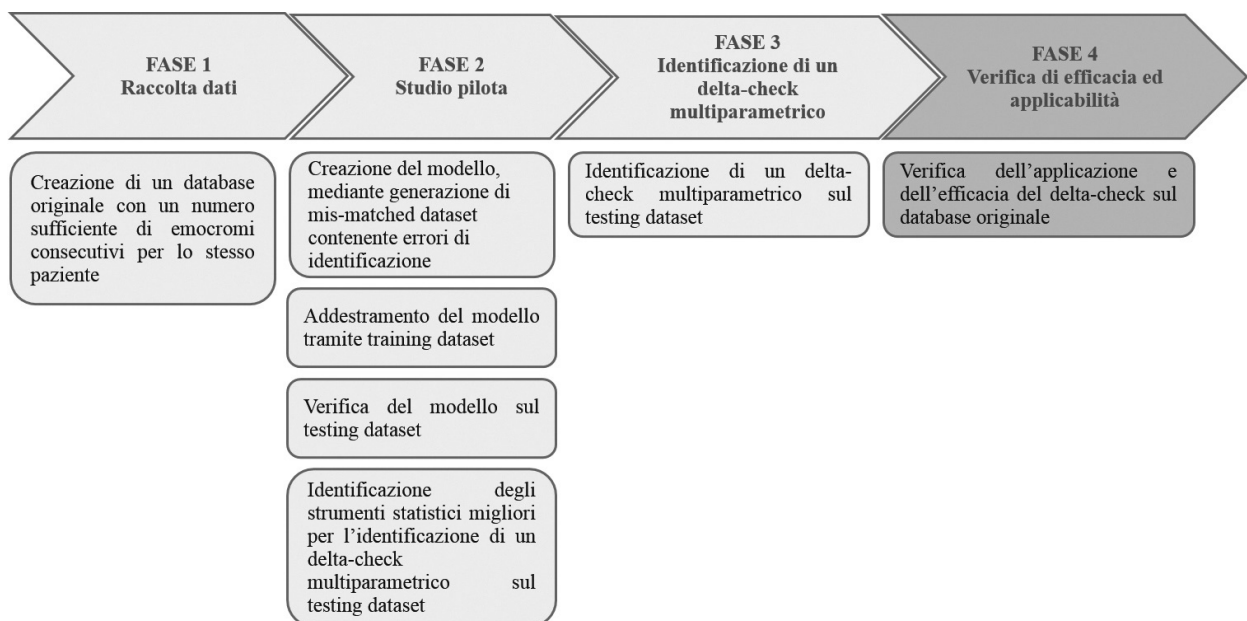 FASE 1
Raccolta dati
FASE 2
Studio pilota
FASE 3
Identificazione di un
delta-check
multiparametrico
FASE 4
Verifica di efficacia ed
applicabilità
Creazione di un database
originale con un numero
sufficiente di emocromi
consecutivi per lo stesso
paziente
Creazione del modello,
mediante generazione di
mis-matched dataset
contenente errori di
identificazione
Addestramento del modello
tramite training dataset
Verifica del modello sul
testing dataset
Identificazione degli
strumenti statistici migliori
per l’identificazione di un
delta-check
multiparametrico sul
testing dataset
Identificazione di un delta-
check multiparametrico sul
testing dataset
Verifica dell’applicazione e
dell’efficacia del delta-check sul
database originale